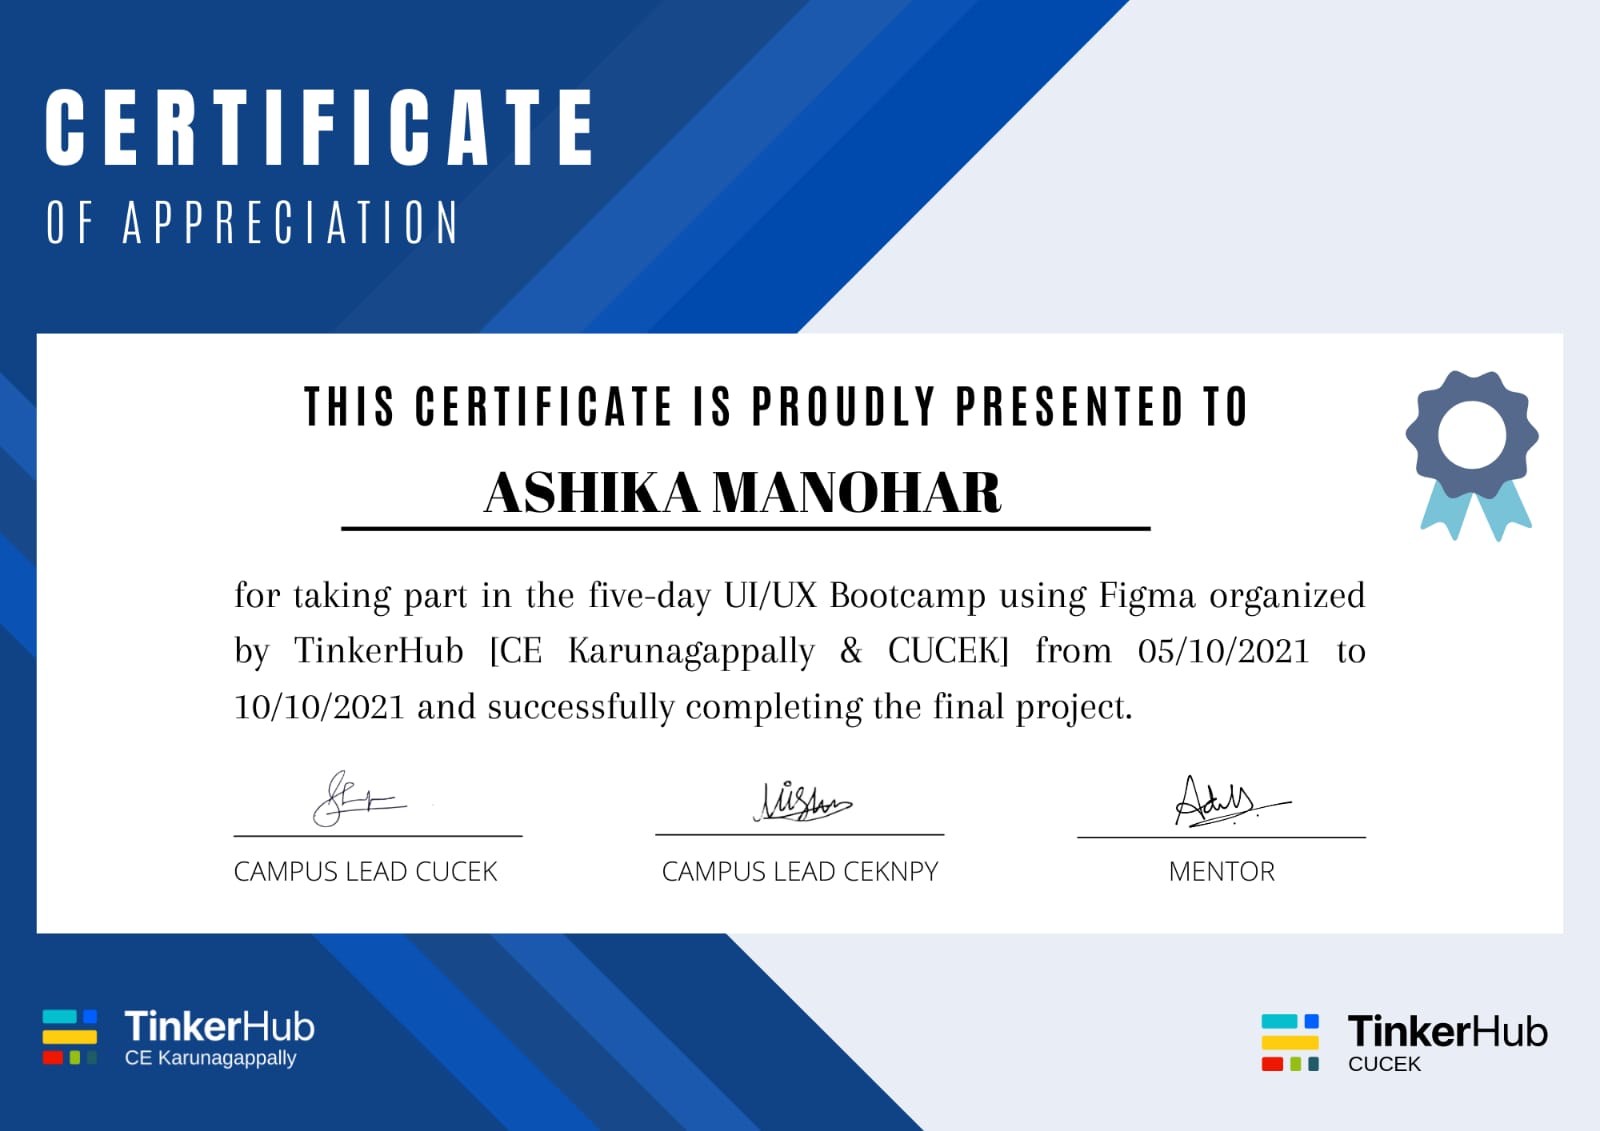 CERTIFICATE
OF APPRECIATION
THIS CERTIFICATE IS PROUDLY PRESENTED TO
ASHIKA MANOHAR
for taking part in the five-day UI/UX Bootcamp using Figma organized
by TinkerHub [CE Karunagappally & CUCEK] from 05/10/2021 to
10/10/2021 and successfully completing the final project.
CAMPUS LEAD CUCEK
CAMPUS LEAD CEKNPY
MENTOR
TinkerHub
CE Karunagappally
TinkerHub
CUCEK